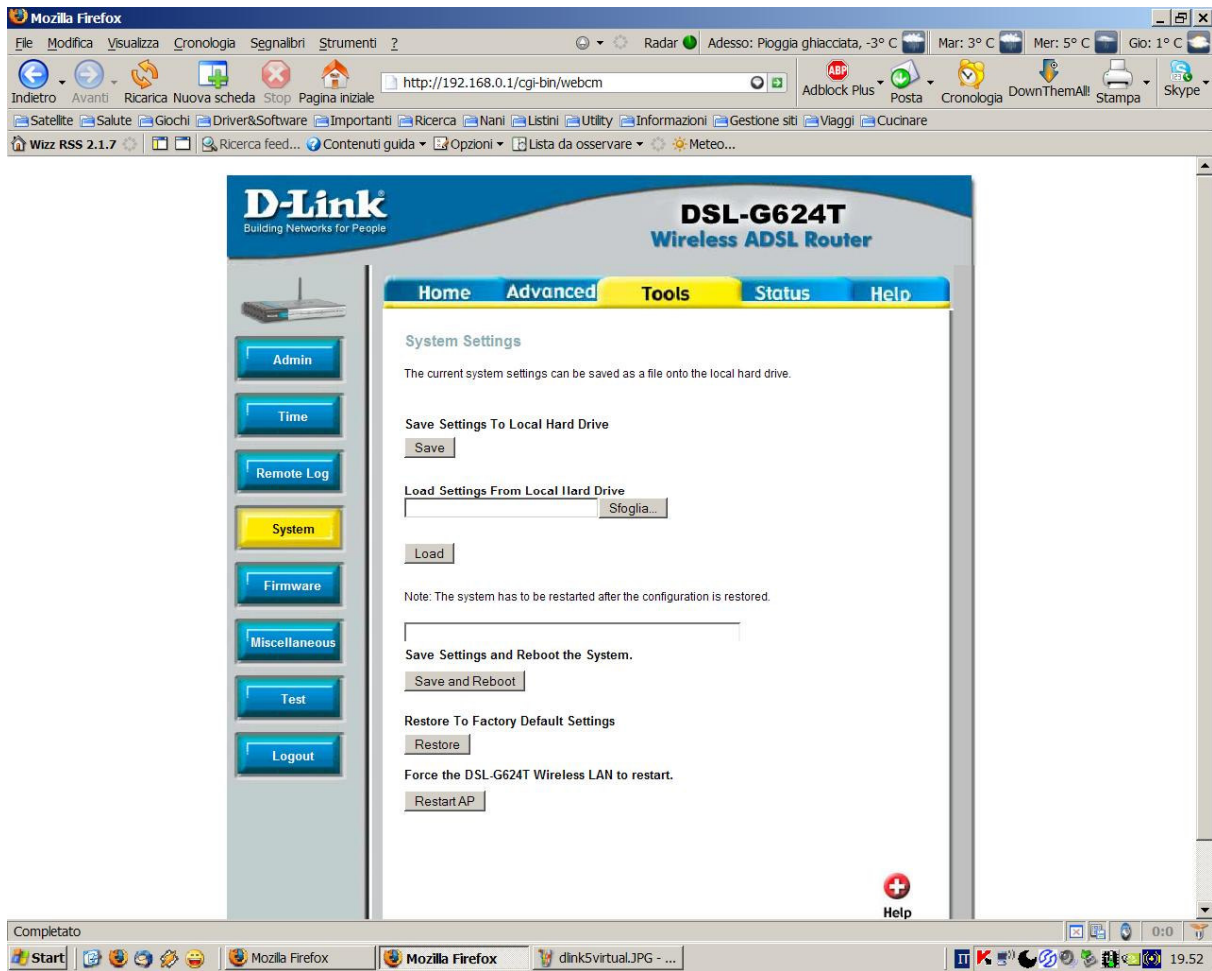 Mozilla Firefox
File Modifica Visualizza Cronologia Segnalibri Strumenti ? Radar Adesso: Pioggia ghiacciata, -3° C Mar: 3° C Mer: 5° C Gio: 1° C
Indietro Avanti Ricarica Nuova scheda Stop Pagina iniziale http://192.168.0.1/cgi-bin/webcm ABP Adblock Plus Posta Cronologia DownThemAll! Stampa Skype
Satellite Salute Giochi Driver&Software Importanti Ricerca Nani Listini Utility Informazioni Gestione siti Viaggi Cucinare
Wizz RSS 2.1.7 Ricerca feed... Contenuti guida Opzioni Lista da osservare Meteo...
D-Link
Building Networks for People
DSL-G624T
Wireless ADSL Router
Home Advanced Tools Status Help
Admin
Time
Remote Log
System
Firmware
Miscellaneous
Test
Logout
System Settings
The current system settings can be saved as a file onto the local hard drive.
Save Settings To Local Hard Drive
Save
Load Settings From Local Hard Drive
Sfoglia...
Load
Note: The system has to be restarted after the configuration is restored.
Save Settings and Reboot the System.
Save and Reboot
Restore To Factory Default Settings
Restore
Force the DSL-G624T Wireless LAN to restart.
Restart AP
Help
Completato 0:0
Start Mozilla Firefox Mozilla Firefox dlink5virtual.JPG - ... IT 19.52